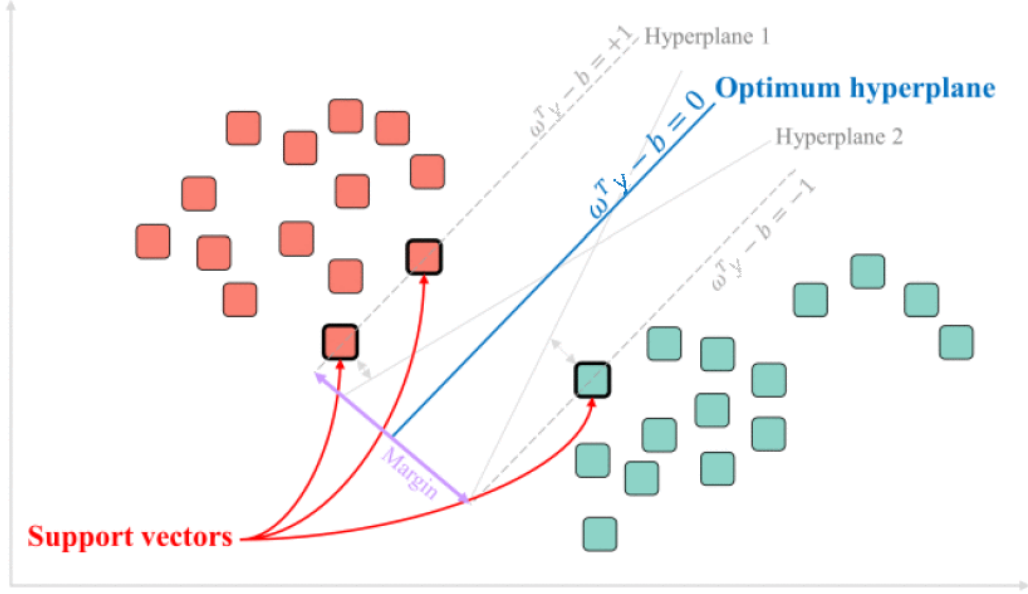 ωᵀy − b = +1
Hyperplane 1
ωᵀy − b = 0
Optimum hyperplane
Hyperplane 2
ωᵀy − b = −1
Margin
Support vectors